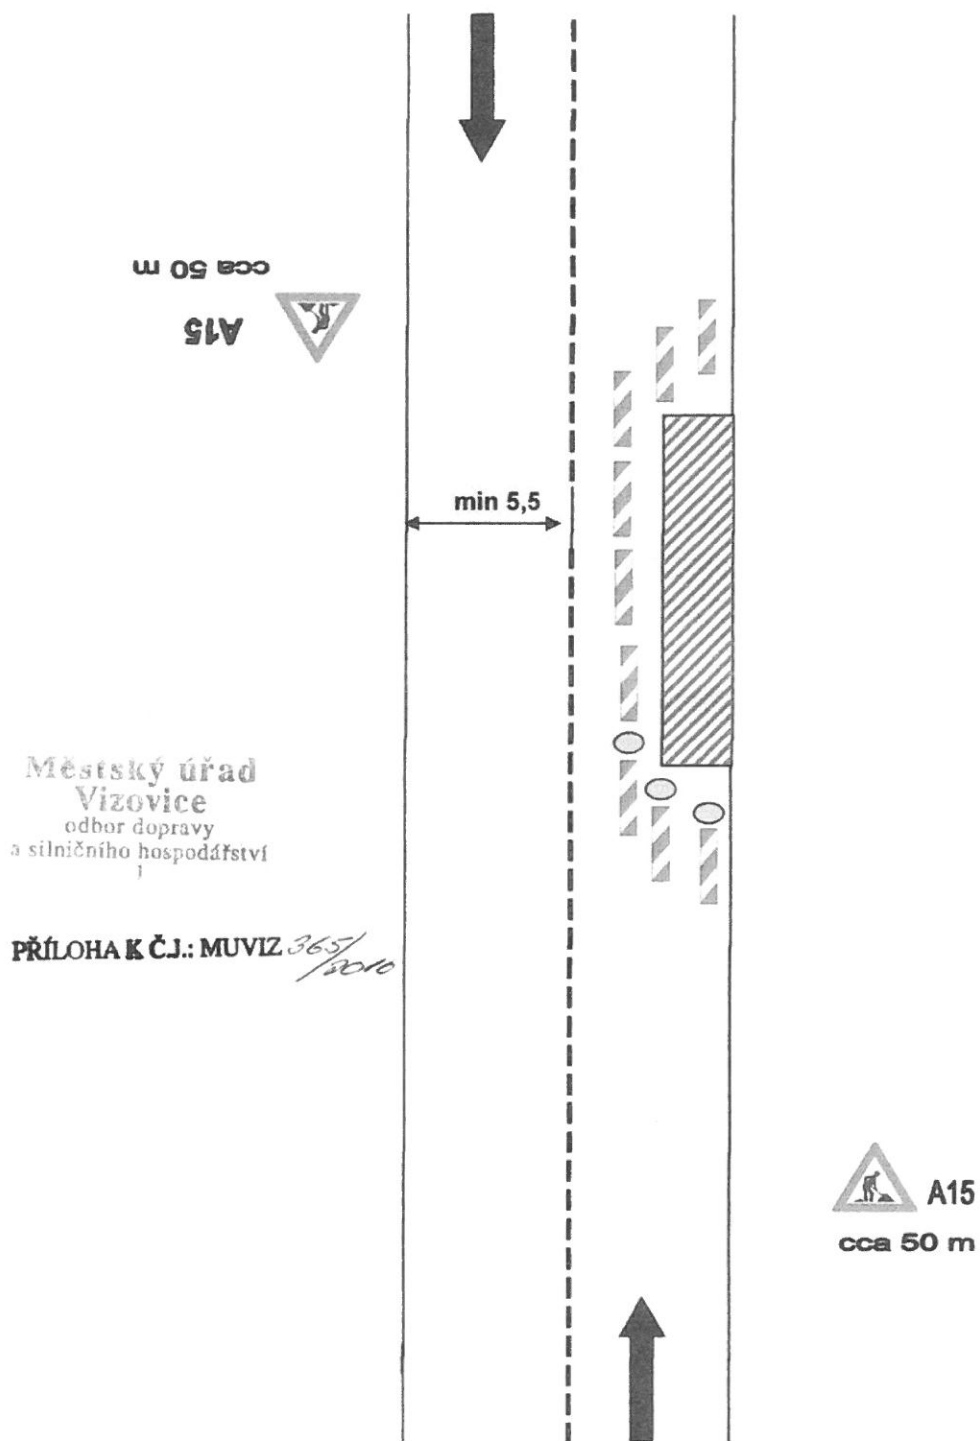 cca 50 m
A15
min 5,5
Městský úřad
Vizovice
odbor dopravy
a silničního hospodářství
1
PŘÍLOHA K Č.J.: MUVIZ 365/2010
A15
cca 50 m